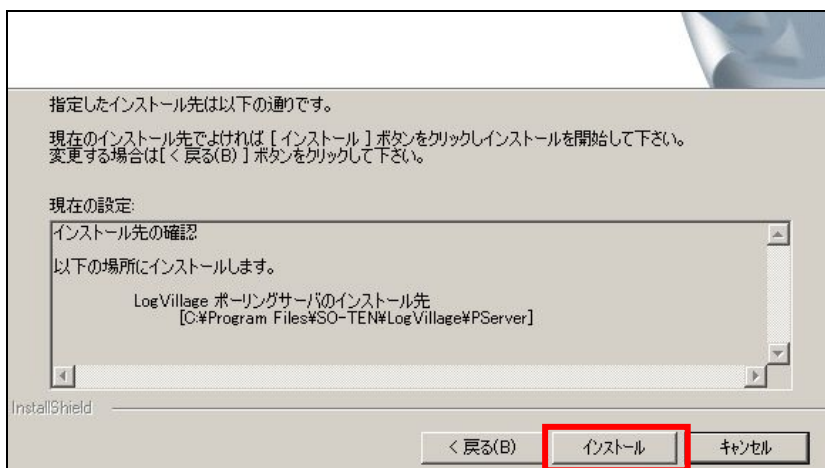 指定したインストール先は以下の通りです。
現在のインストール先でよければ [ インストール ] ボタンをクリックしインストールを開始して下さい。
変更する場合は[ < 戻る(B) ] ボタンをクリックして下さい。
現在の設定:
インストール先の確認
以下の場所にインストールします。
LogVillage ポーリングサーバのインストール先
[C:¥Program Files¥SO-TEN¥LogVillage¥PServer]
InstallShield
< 戻る(B) インストール キャンセル